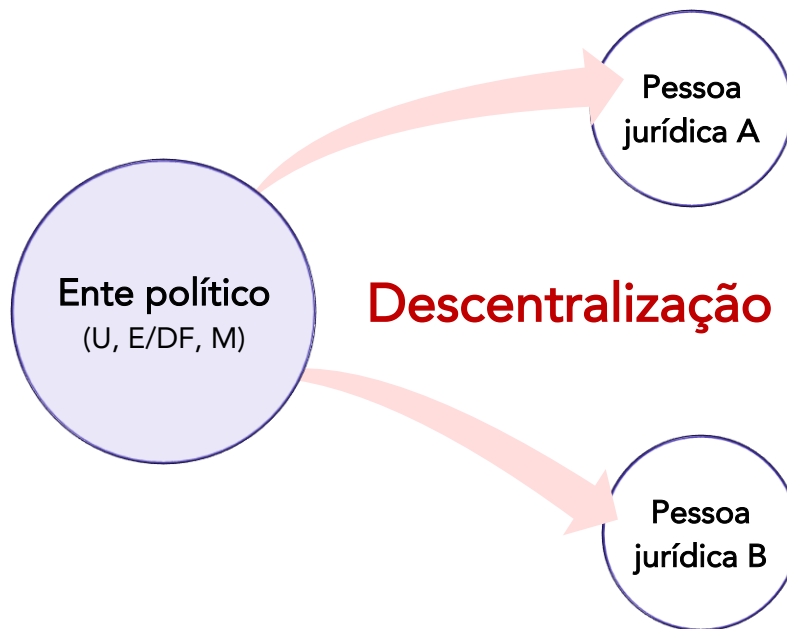 Pessoa
jurídica A
Ente político
(U, E/DF, M)
Descentralização
Pessoa
jurídica B